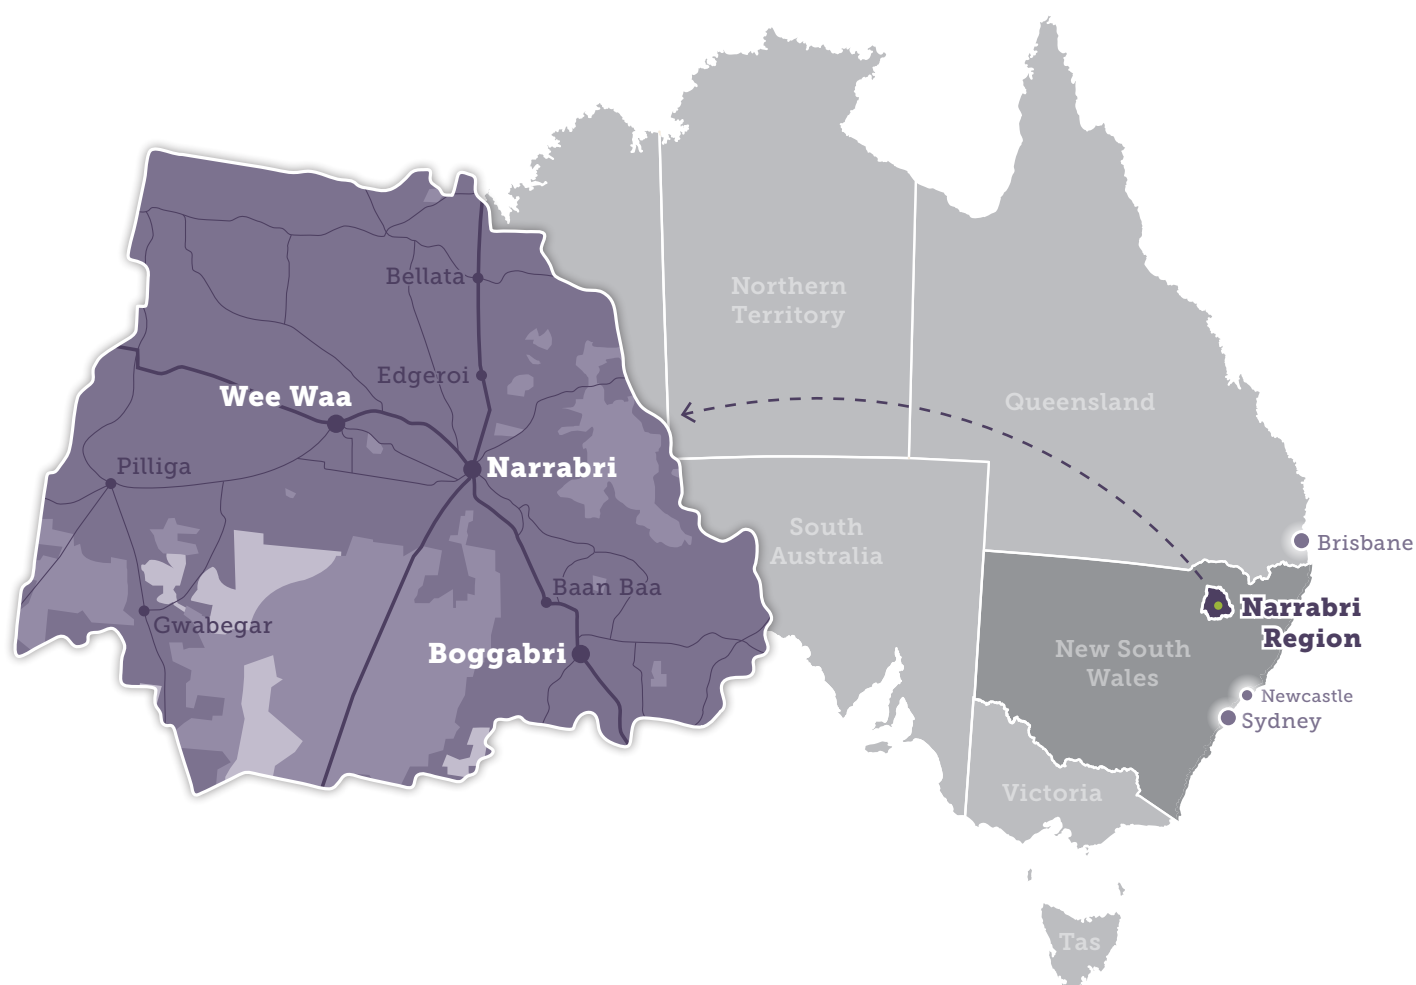 Bellata
Edgeroi
Wee Waa
Pilliga
Narrabri
Baan Baa
Gwabegar
Boggabri
Northern
Territory
Queensland
South
Australia
Brisbane
Narrabri
Region
New South
Wales
Newcastle
Sydney
Victoria
Tas